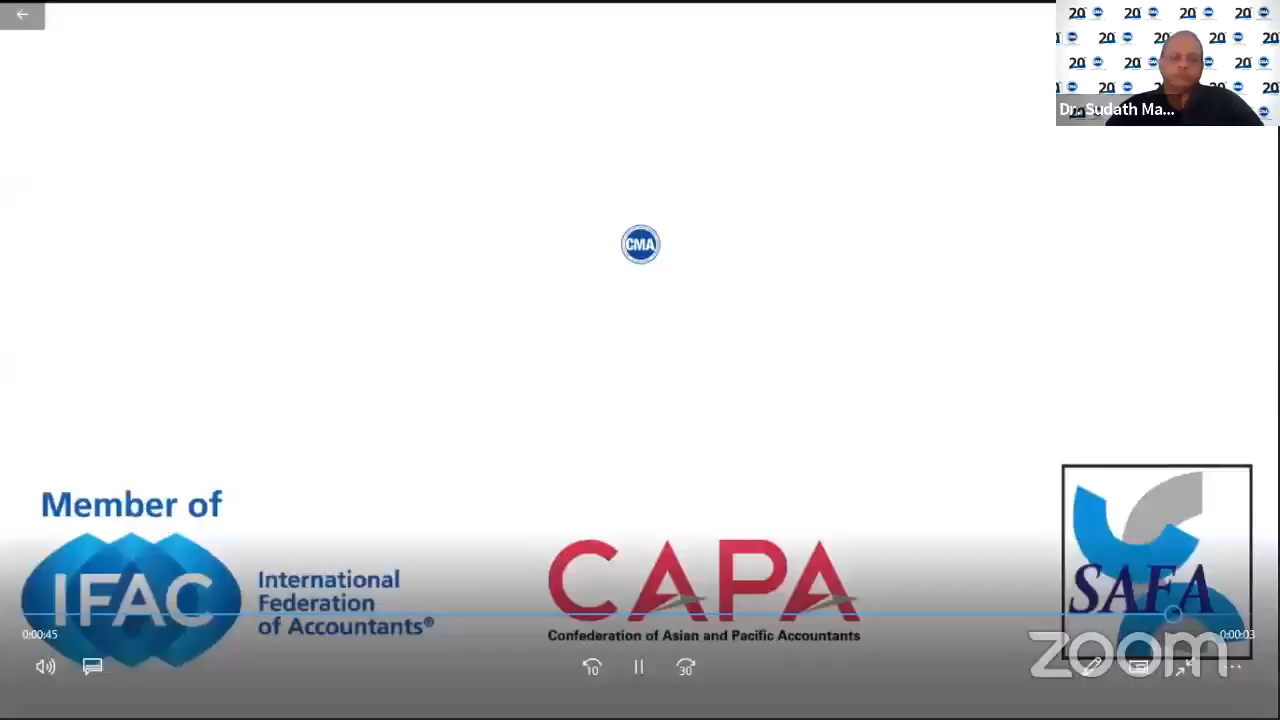 Dr. Sudath Ma...
CMA
Member of
IFAC
International
Federation
of Accountants®
CAPA
Confederation of Asian and Pacific Accountants
SAFA
0:00:45
0:00:03
10
30
zoom